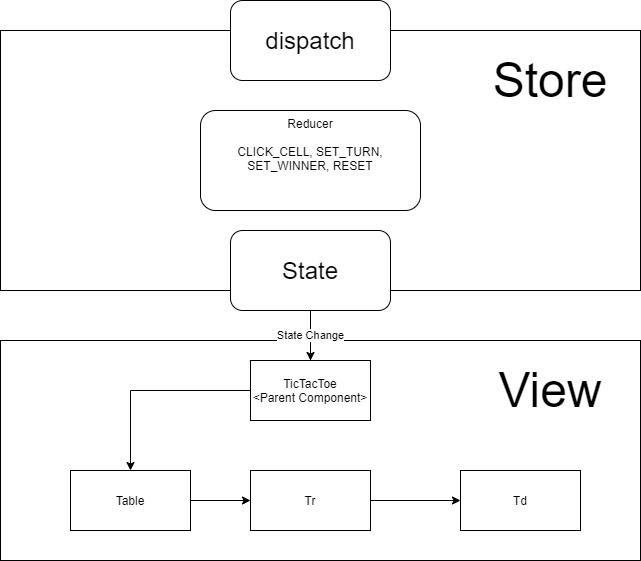 dispatch
Store
Reducer
CLICK_CELL, SET_TURN,
SET_WINNER, RESET
State
State Change
View
TicTacToe
<Parent Component>
Table
Tr
Td